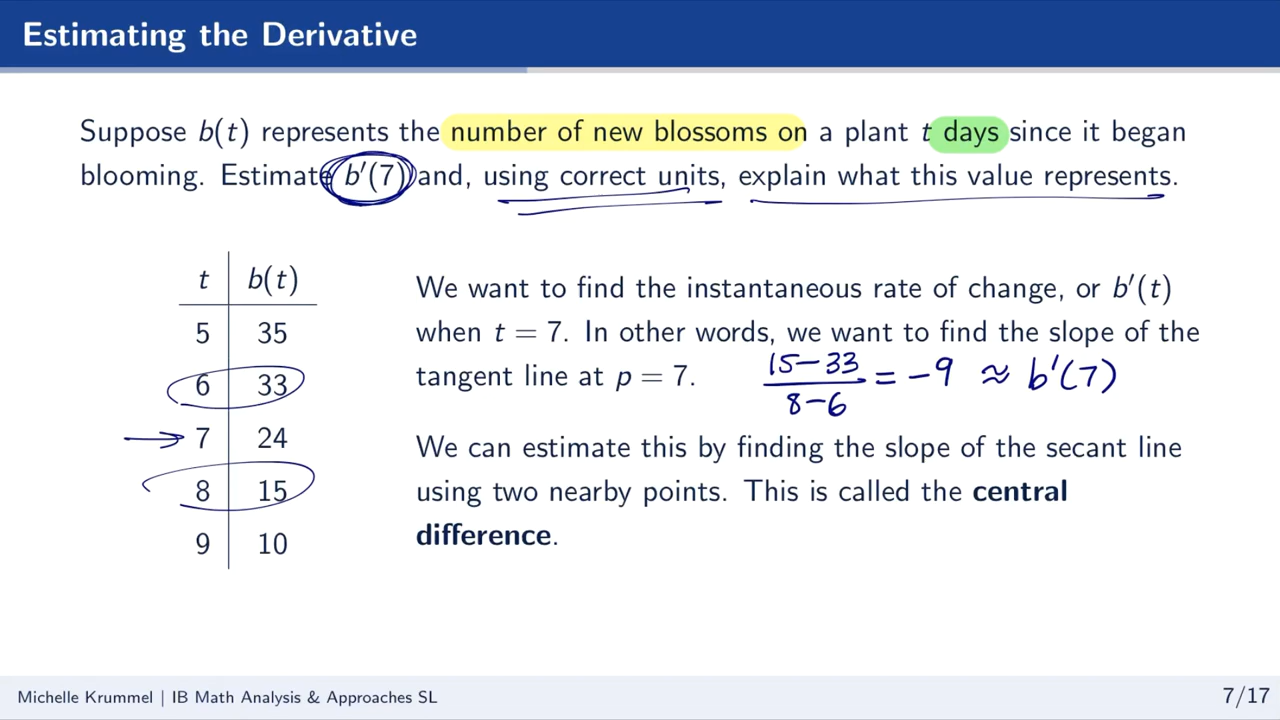 Estimating the Derivative
Suppose b(t) represents the number of new blossoms on a plant t days since it began
blooming. Estimate b′(7) and, using correct units, explain what this value represents.
t b(t)
5 35
6 33
7 24
8 15
9 10
We want to find the instantaneous rate of change, or b′(t)
when t = 7. In other words, we want to find the slope of the
tangent line at p = 7.
15−33 / 8−6 = −9 ≈ b′(7)
We can estimate this by finding the slope of the secant line
using two nearby points. This is called the central
difference.
Michelle Krummel | IB Math Analysis & Approaches SL
7/17